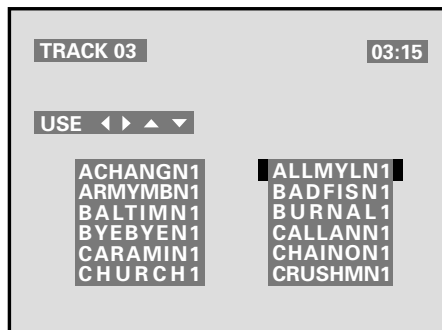 TRACK 03
03:15
USE ◀ ▶ ▲ ▼
ACHANGN1
ARMYMBN1
BALTIMN1
BYEBYEN1
CARAMIN1
CHURCH1
ALLMYLN1
BADFISN1
BURNAL1
CALLANN1
CHAINON1
CRUSHMN1